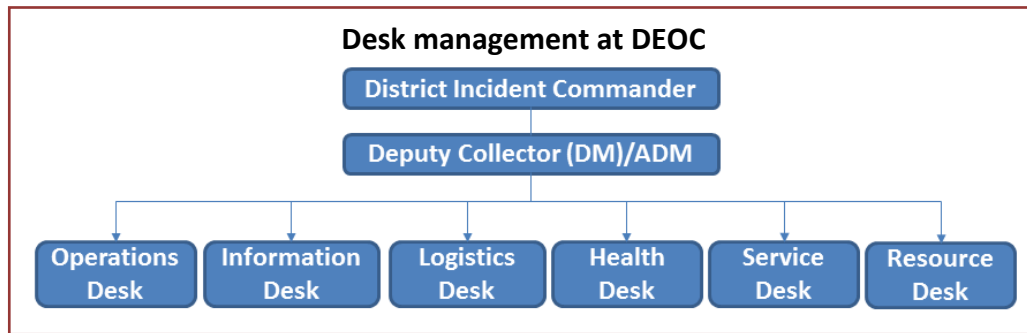 Desk management at DEOC
District Incident Commander
Deputy Collector (DM)/ADM
Operations
Desk
Information
Desk
Logistics
Desk
Health
Desk
Service
Desk
Resource
Desk